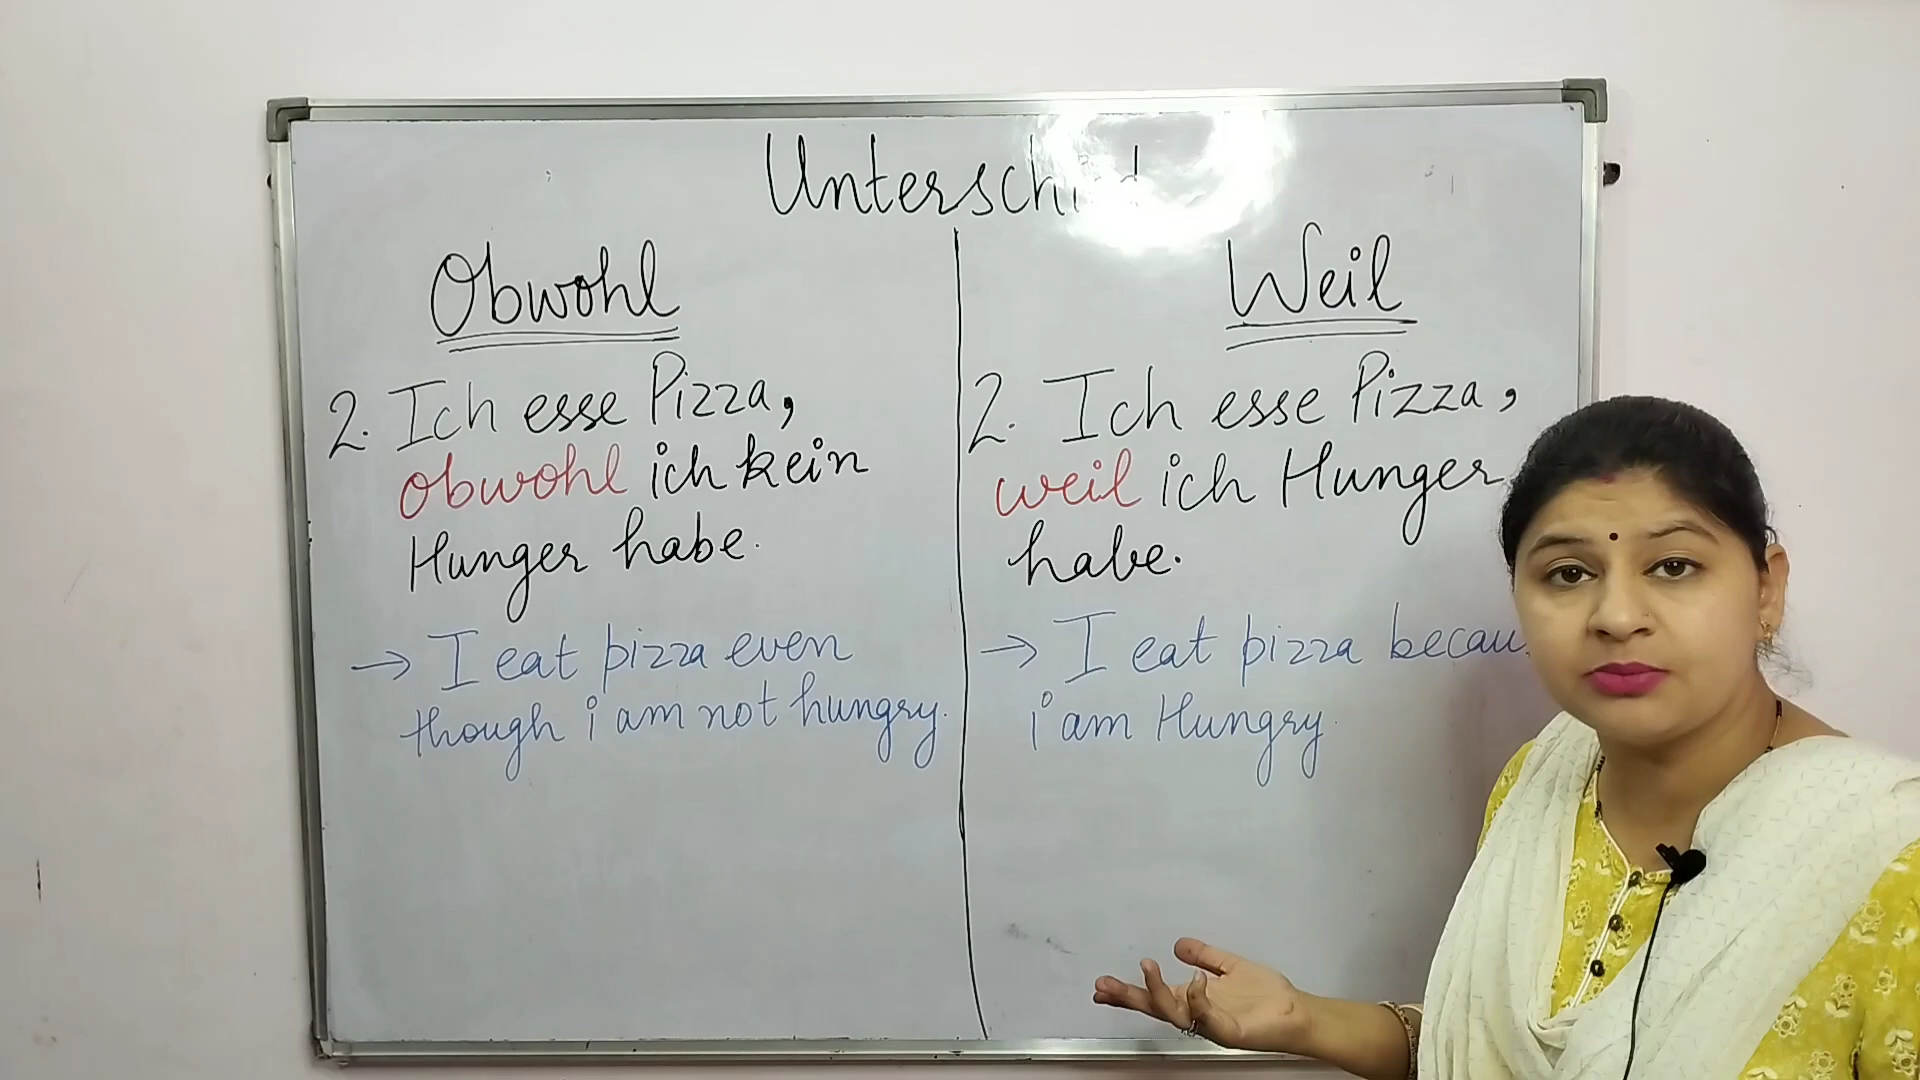 Unterschied
Obwohl
2. Ich esse Pizza,
obwohl ich kein
Hunger habe.
→ I eat pizza even
though i am not hungry.
Weil
2. Ich esse Pizza,
weil ich Hunger
habe.
→ I eat pizza
i am Hungry.